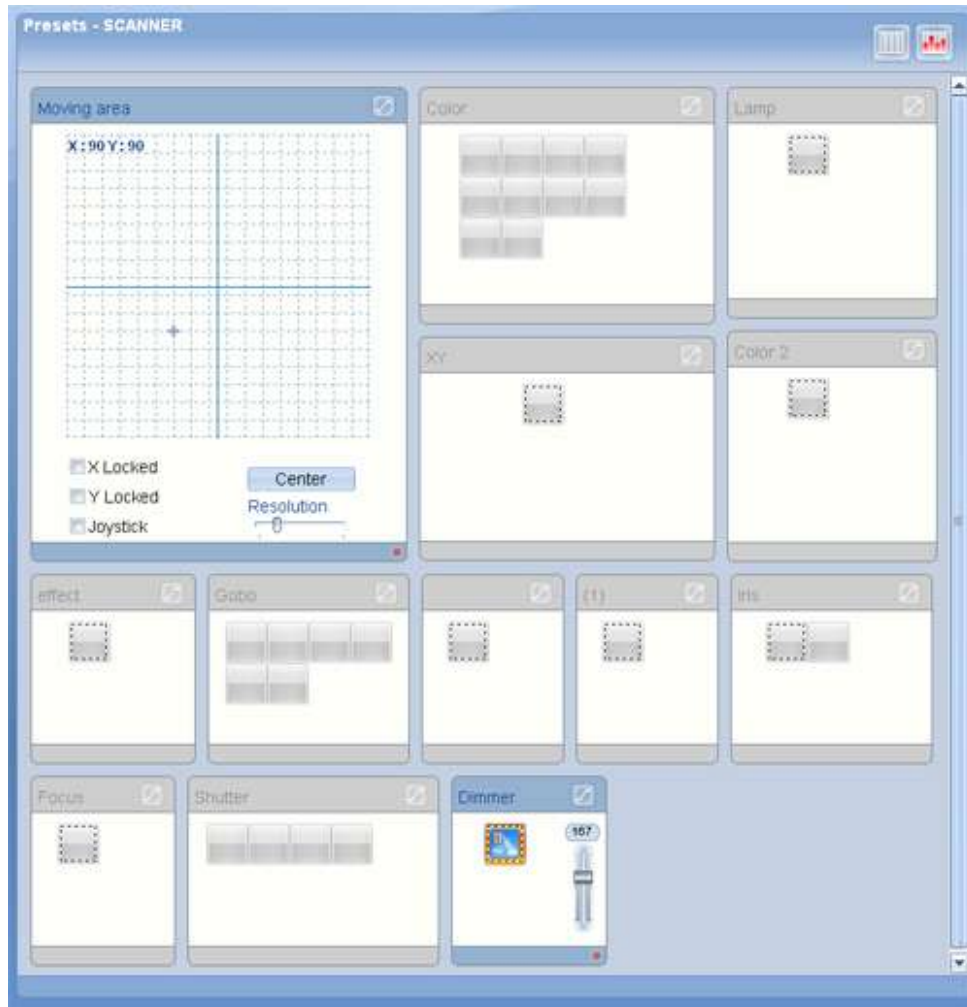 Presets - SCANNER
Moving area
Color
Lamp
X:90 Y:90
XY
Color 2
X Locked
Y Locked
Joystick
Center
Resolution
effect
Gobo
(1)
Iris
Focus
Shutter
Dimmer
167